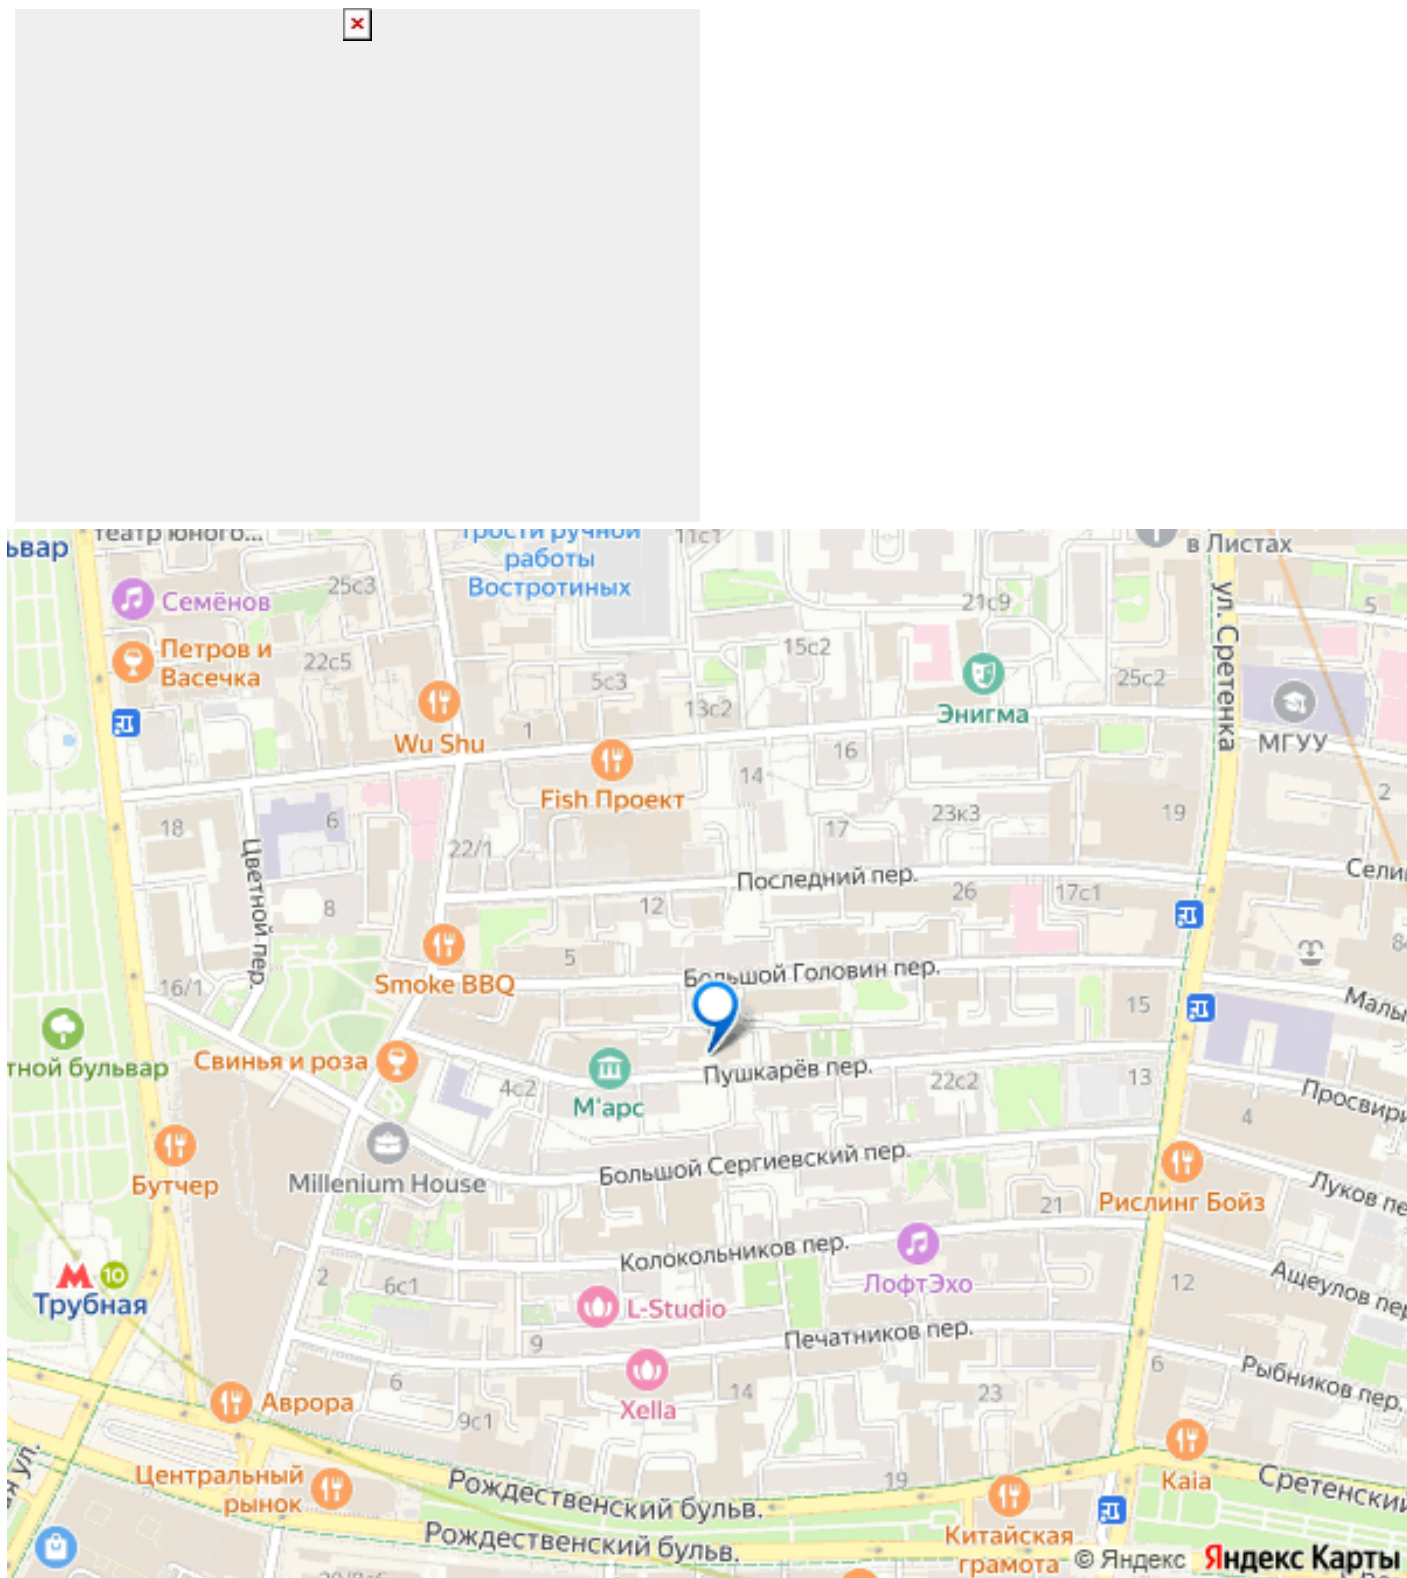 ьвар
театр юного...
Трости ручной
работы
Востротиных
11с1
в Листах
Семёнов
25с3
21с9
5
ул. Сретенка
Петров и
Васечка
22с5
15с2
5с3
25с2
13с2
Энигма
Wu Shu
1
16
МГУУ
14
Fish Проект
2
18
6
17
23к3
19
22/1
Цветной пер.
Последний пер.
Сели
8
12
26
17с1
5
8
Большой Головин пер.
Smoke BBQ
16/1
15
Малы
Свинья и роза
тной бульвар
Пушкарёв пер.
4с2
22с2
13
М'арс
Просвири
4
Большой Сергиевский пер.
Бутчер
Millenium House
Луков пе
21
Рислинг Бойз
Колокольников пер.
10
Трубная
2
6с1
ЛофтЭхо
12
Ащеулов пер
L-Studio
Печатников пер.
9
6
Рыбников пер.
Аврора
6
14
23
Xella
9с1
Центральный
рынок
19
Рождественский бульв.
Kaia
Сретенский
Рождественский бульв.
Китайская
грамота
я ул.
© Яндекс
Яндекс Карты